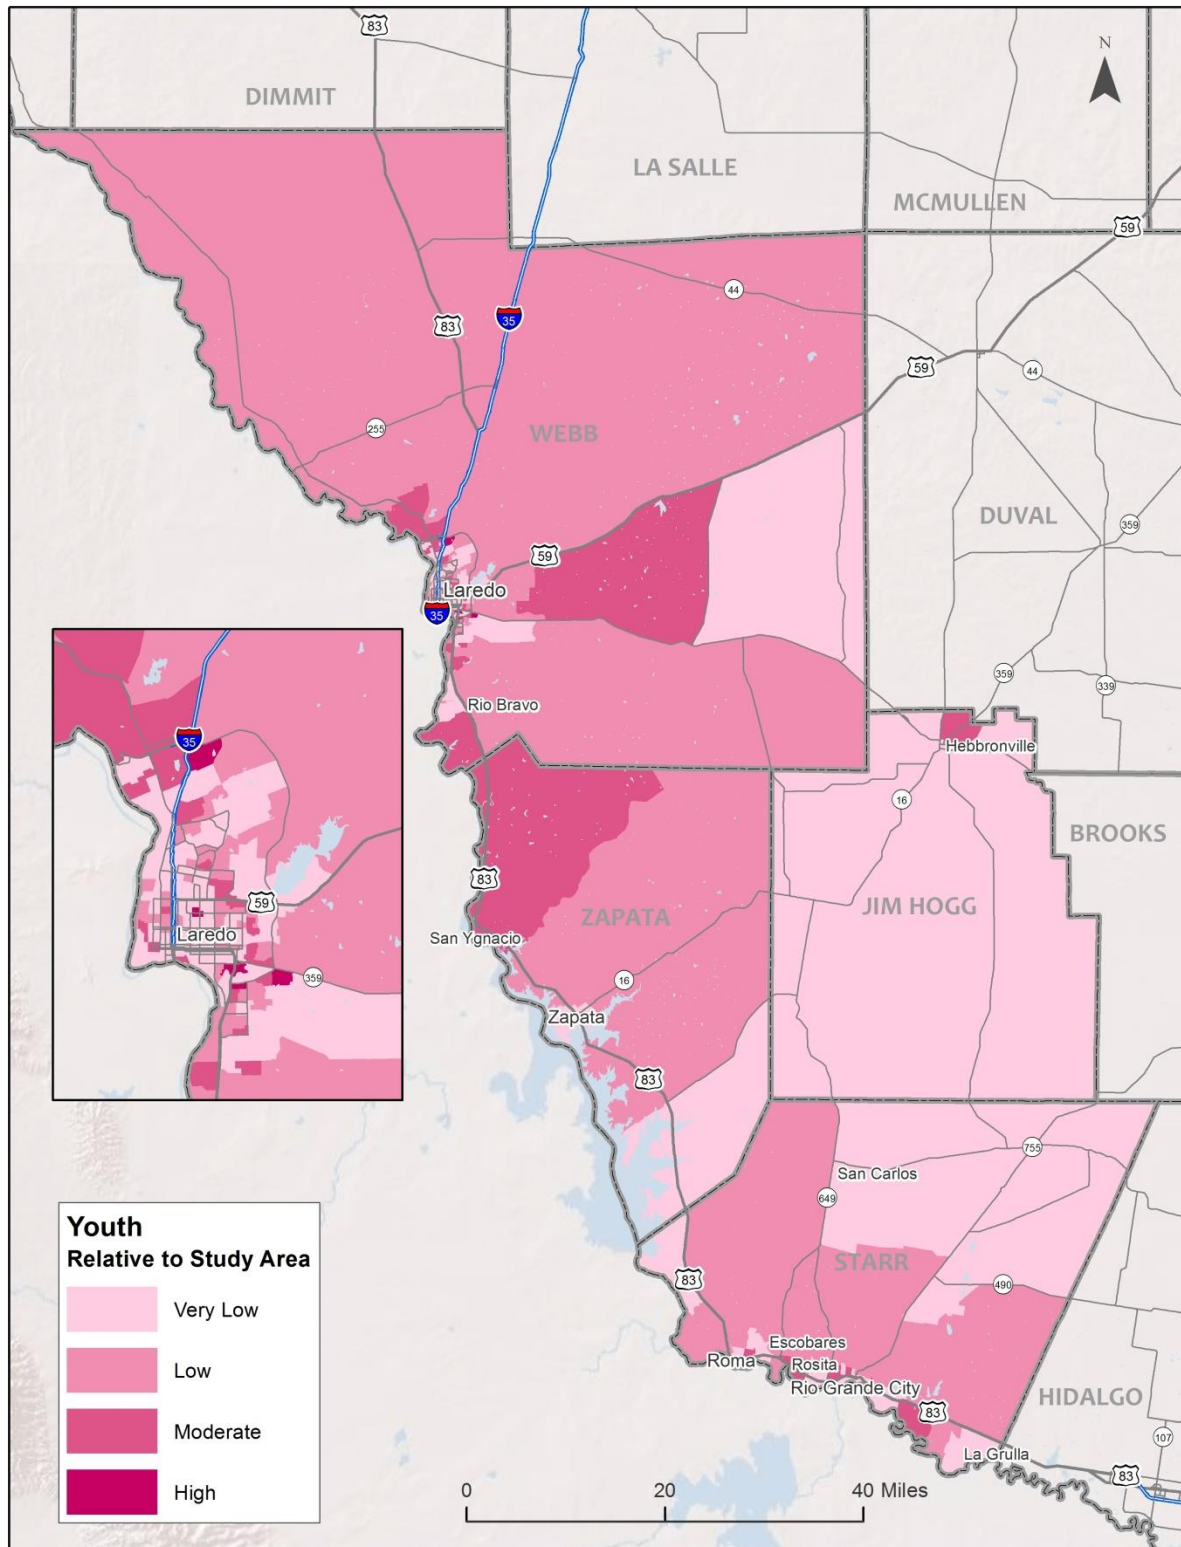 83
N
DIMMIT
LA SALLE
MCMULLEN
59
44
35
83
59
44
255
WEBB
DUVAL
359
59
Laredo
35
359
339
Rio Bravo
Hebbronville
35
16
BROOKS
83
59
JIM HOGG
ZAPATA
Laredo
San Ygnacio
359
16
Zapata
83
755
San Carlos
649
Youth
Relative to Study Area
STARR
83
490
Very Low
Escobares
Low
Roma
Rosita
Rio Grande City
HIDALGO
83
Moderate
107
La Grulla
83
High
0 20 40 Miles